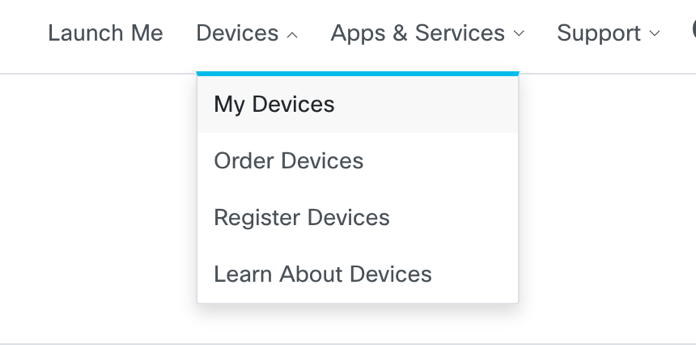 Launch Me Devices Apps & Services Support
My Devices
Order Devices
Register Devices
Learn About Devices